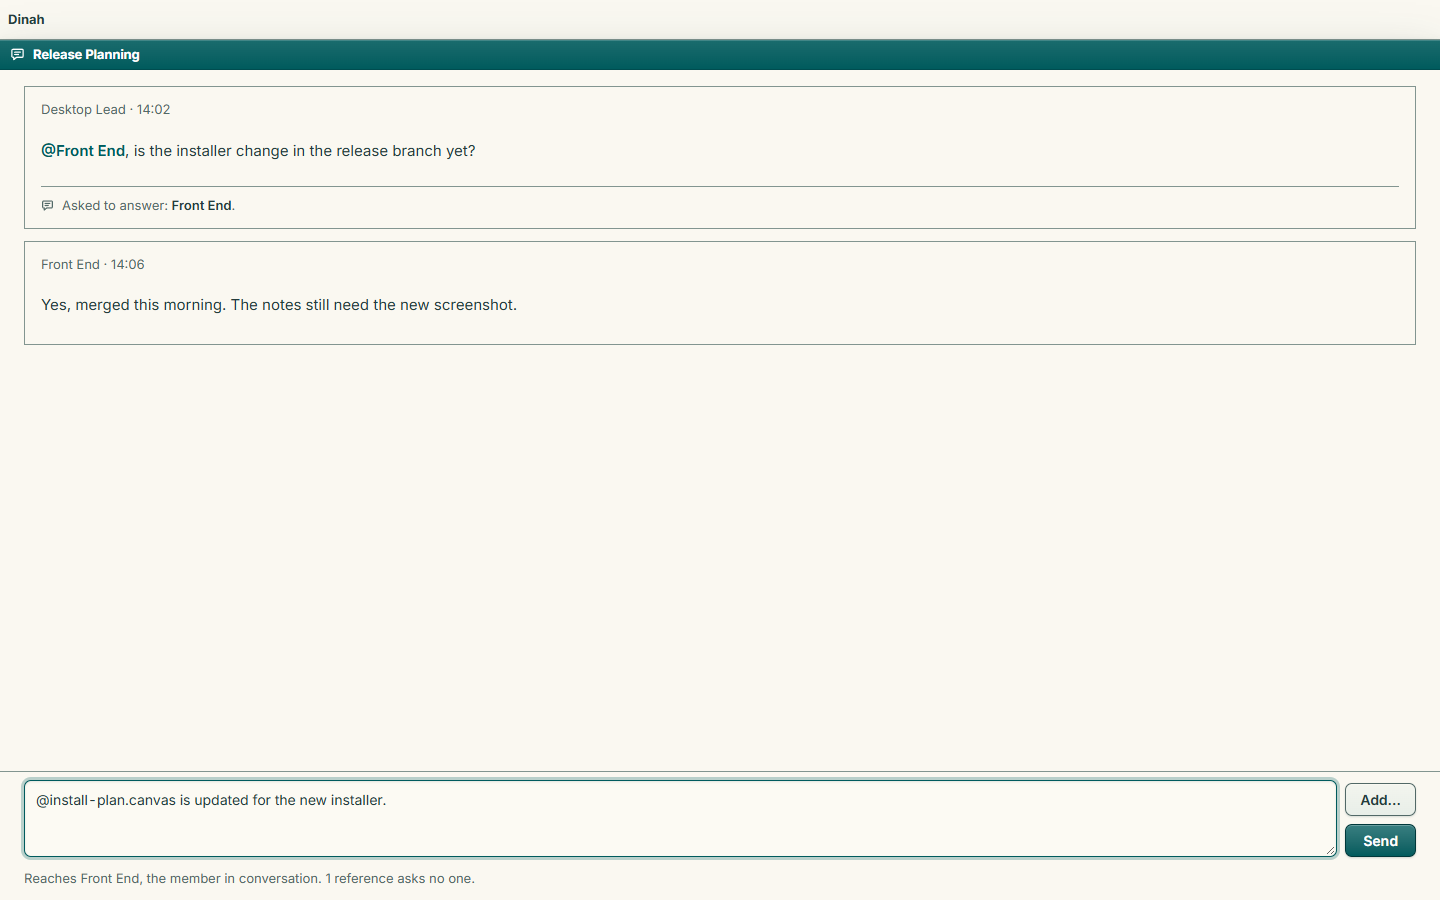 Dinah
Release Planning
Desktop Lead · 14:02
@Front End, is the installer change in the release branch yet?
Asked to answer: Front End.
Front End · 14:06
Yes, merged this morning. The notes still need the new screenshot.
@install-plan.canvas is updated for the new installer.
Add...
Send
Reaches Front End, the member in conversation. 1 reference asks no one.